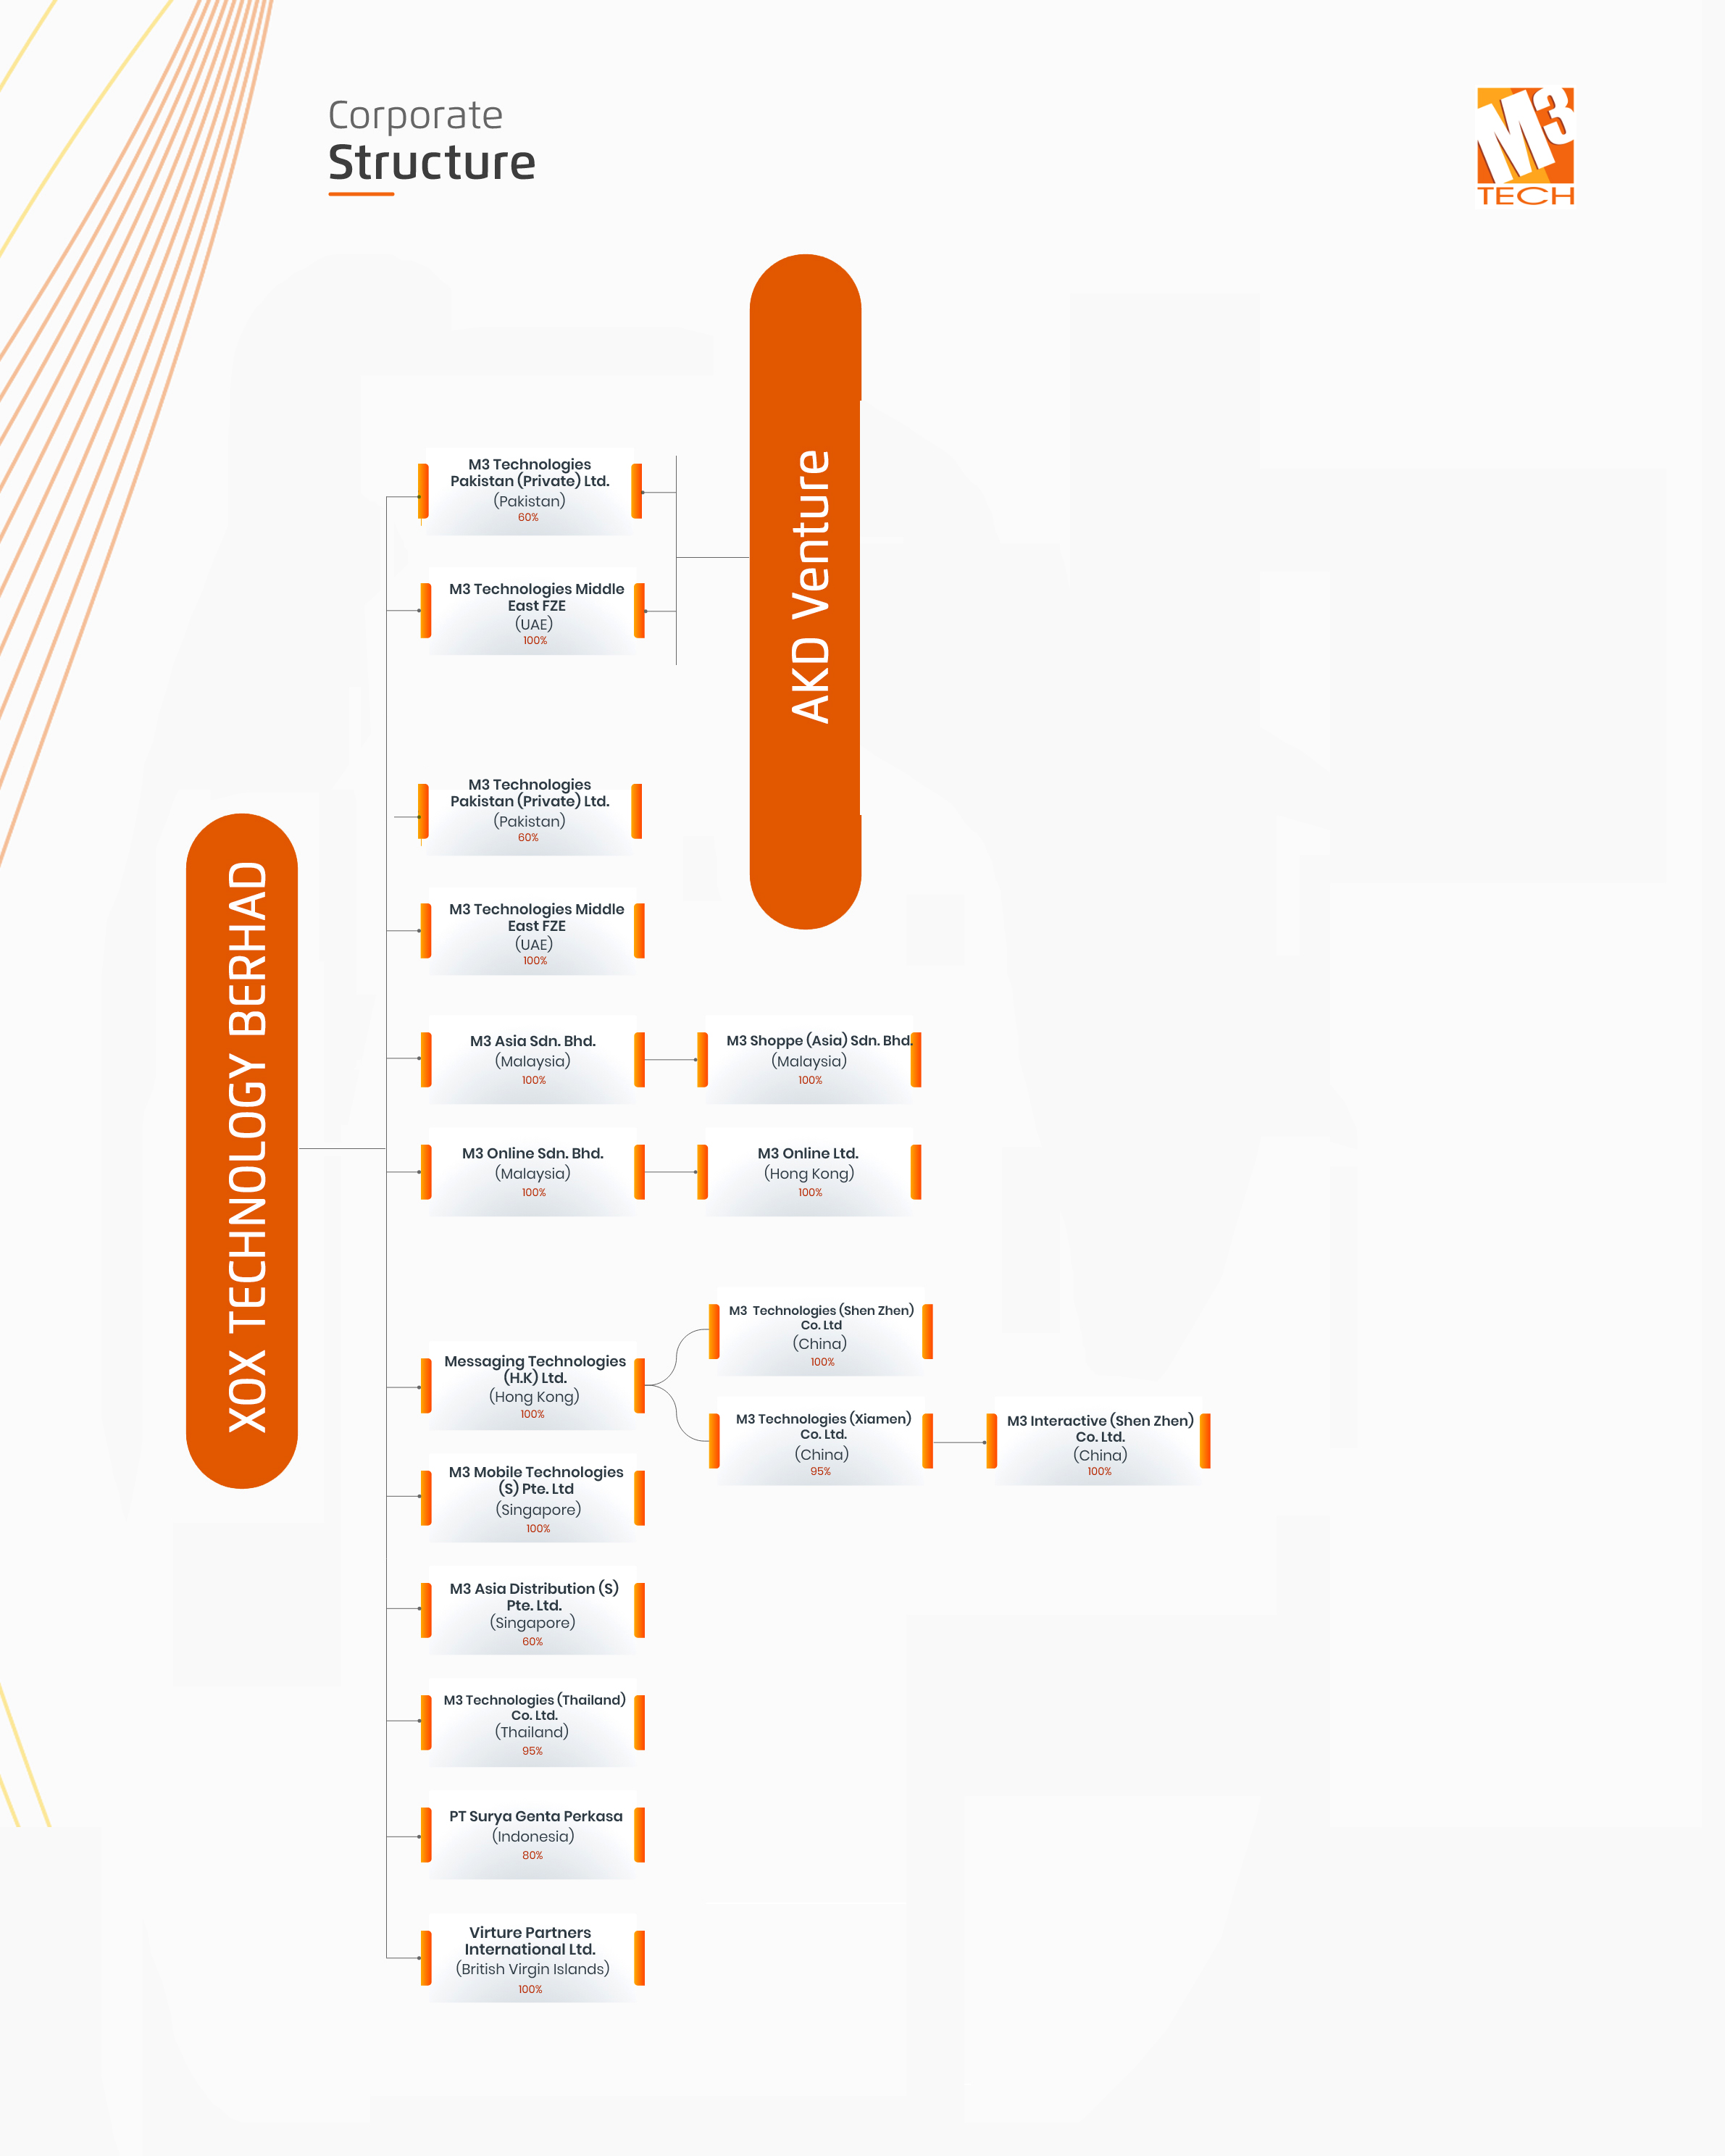 Corporate
Structure
M3
TECH
AKD Venture
XOX TECHNOLOGY BERHAD
M3 Technologies
Pakistan (Private) Ltd.
(Pakistan)
60%
M3 Technologies Middle
East FZE
(UAE)
100%
M3 Technologies
Pakistan (Private) Ltd.
(Pakistan)
60%
M3 Technologies Middle
East FZE
(UAE)
100%
M3 Asia Sdn. Bhd.
(Malaysia)
100%
M3 Shoppe (Asia) Sdn. Bhd.
(Malaysia)
100%
M3 Online Sdn. Bhd.
(Malaysia)
100%
M3 Online Ltd.
(Hong Kong)
100%
Messaging Technologies
(H.K) Ltd.
(Hong Kong)
100%
M3 Technologies (Shen Zhen)
Co. Ltd
(China)
100%
M3 Technologies (Xiamen)
Co. Ltd.
(China)
95%
M3 Interactive (Shen Zhen)
Co. Ltd.
(China)
100%
M3 Mobile Technologies
(S) Pte. Ltd
(Singapore)
100%
M3 Asia Distribution (S)
Pte. Ltd.
(Singapore)
60%
M3 Technologies (Thailand)
Co. Ltd.
(Thailand)
95%
PT Surya Genta Perkasa
(Indonesia)
80%
Virture Partners
International Ltd.
(British Virgin Islands)
100%